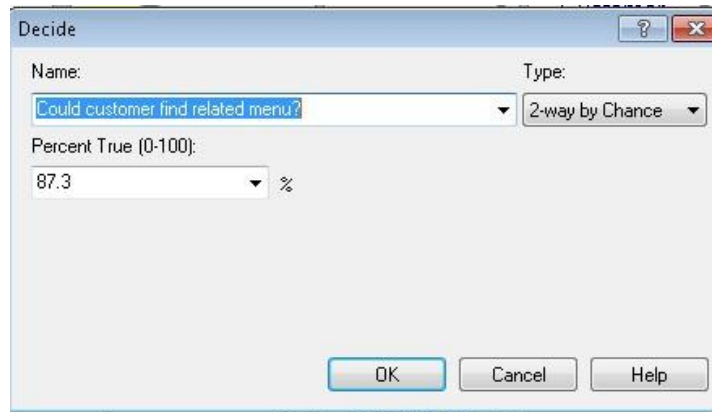 Decide
Name: Type:
Could customer find related menu? 2-way by Chance
Percent True (0-100):
87.3 %
OK Cancel Help